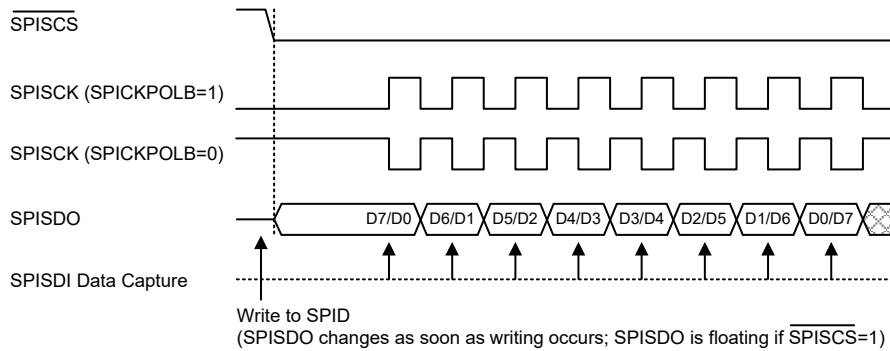 SPISCS
SPISCK (SPICKPOLB=1)
SPISCK (SPICKPOLB=0)
SPISDO D7/D0 D6/D1 D5/D2 D4/D3 D3/D4 D2/D5 D1/D6 D0/D7
SPISDI Data Capture
Write to SPID
(SPISDO changes as soon as writing occurs; SPISDO is floating if SPISCS=1)